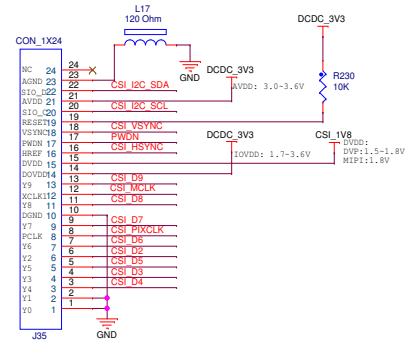 L17
120 Ohm
CON_1X24
DCDC_3V3
NC 24 24
AGND 23 23
SIO_D 22 22 CSI_I2C_SDA
AVDD 21 21
SIO_C 20 20 CSI_I2C_SCL
RESET 19 19
VSYNC 18 18 CSI_VSYNC
PWDN 17 17 PWDN
HREF 16 16 CSI_HSYNC
DVDD 15 15
DOVDD 14 14
Y9 13 13 CSI_D9
XCLK1 12 12 CSI_MCLK
Y8 11 11 CSI_D8
DGND 10 10
Y7 9 9 CSI_D7
PCLK 8 8 CSI_PIXCLK
Y6 7 7 CSI_D6
Y2 6 6 CSI_D2
Y5 5 5 CSI_D5
Y3 4 4 CSI_D3
Y4 3 3 CSI_D4
Y1 2 2
Y0 1 1
J35
GND
GND
DCDC_3V3
AVDD: 3.0~3.6V
R230
10K
DCDC_3V3
IOVDD: 1.7~3.6V
CSI_1V8
DVDD:
DVP:1.5~1.8V
MIPI:1.8V